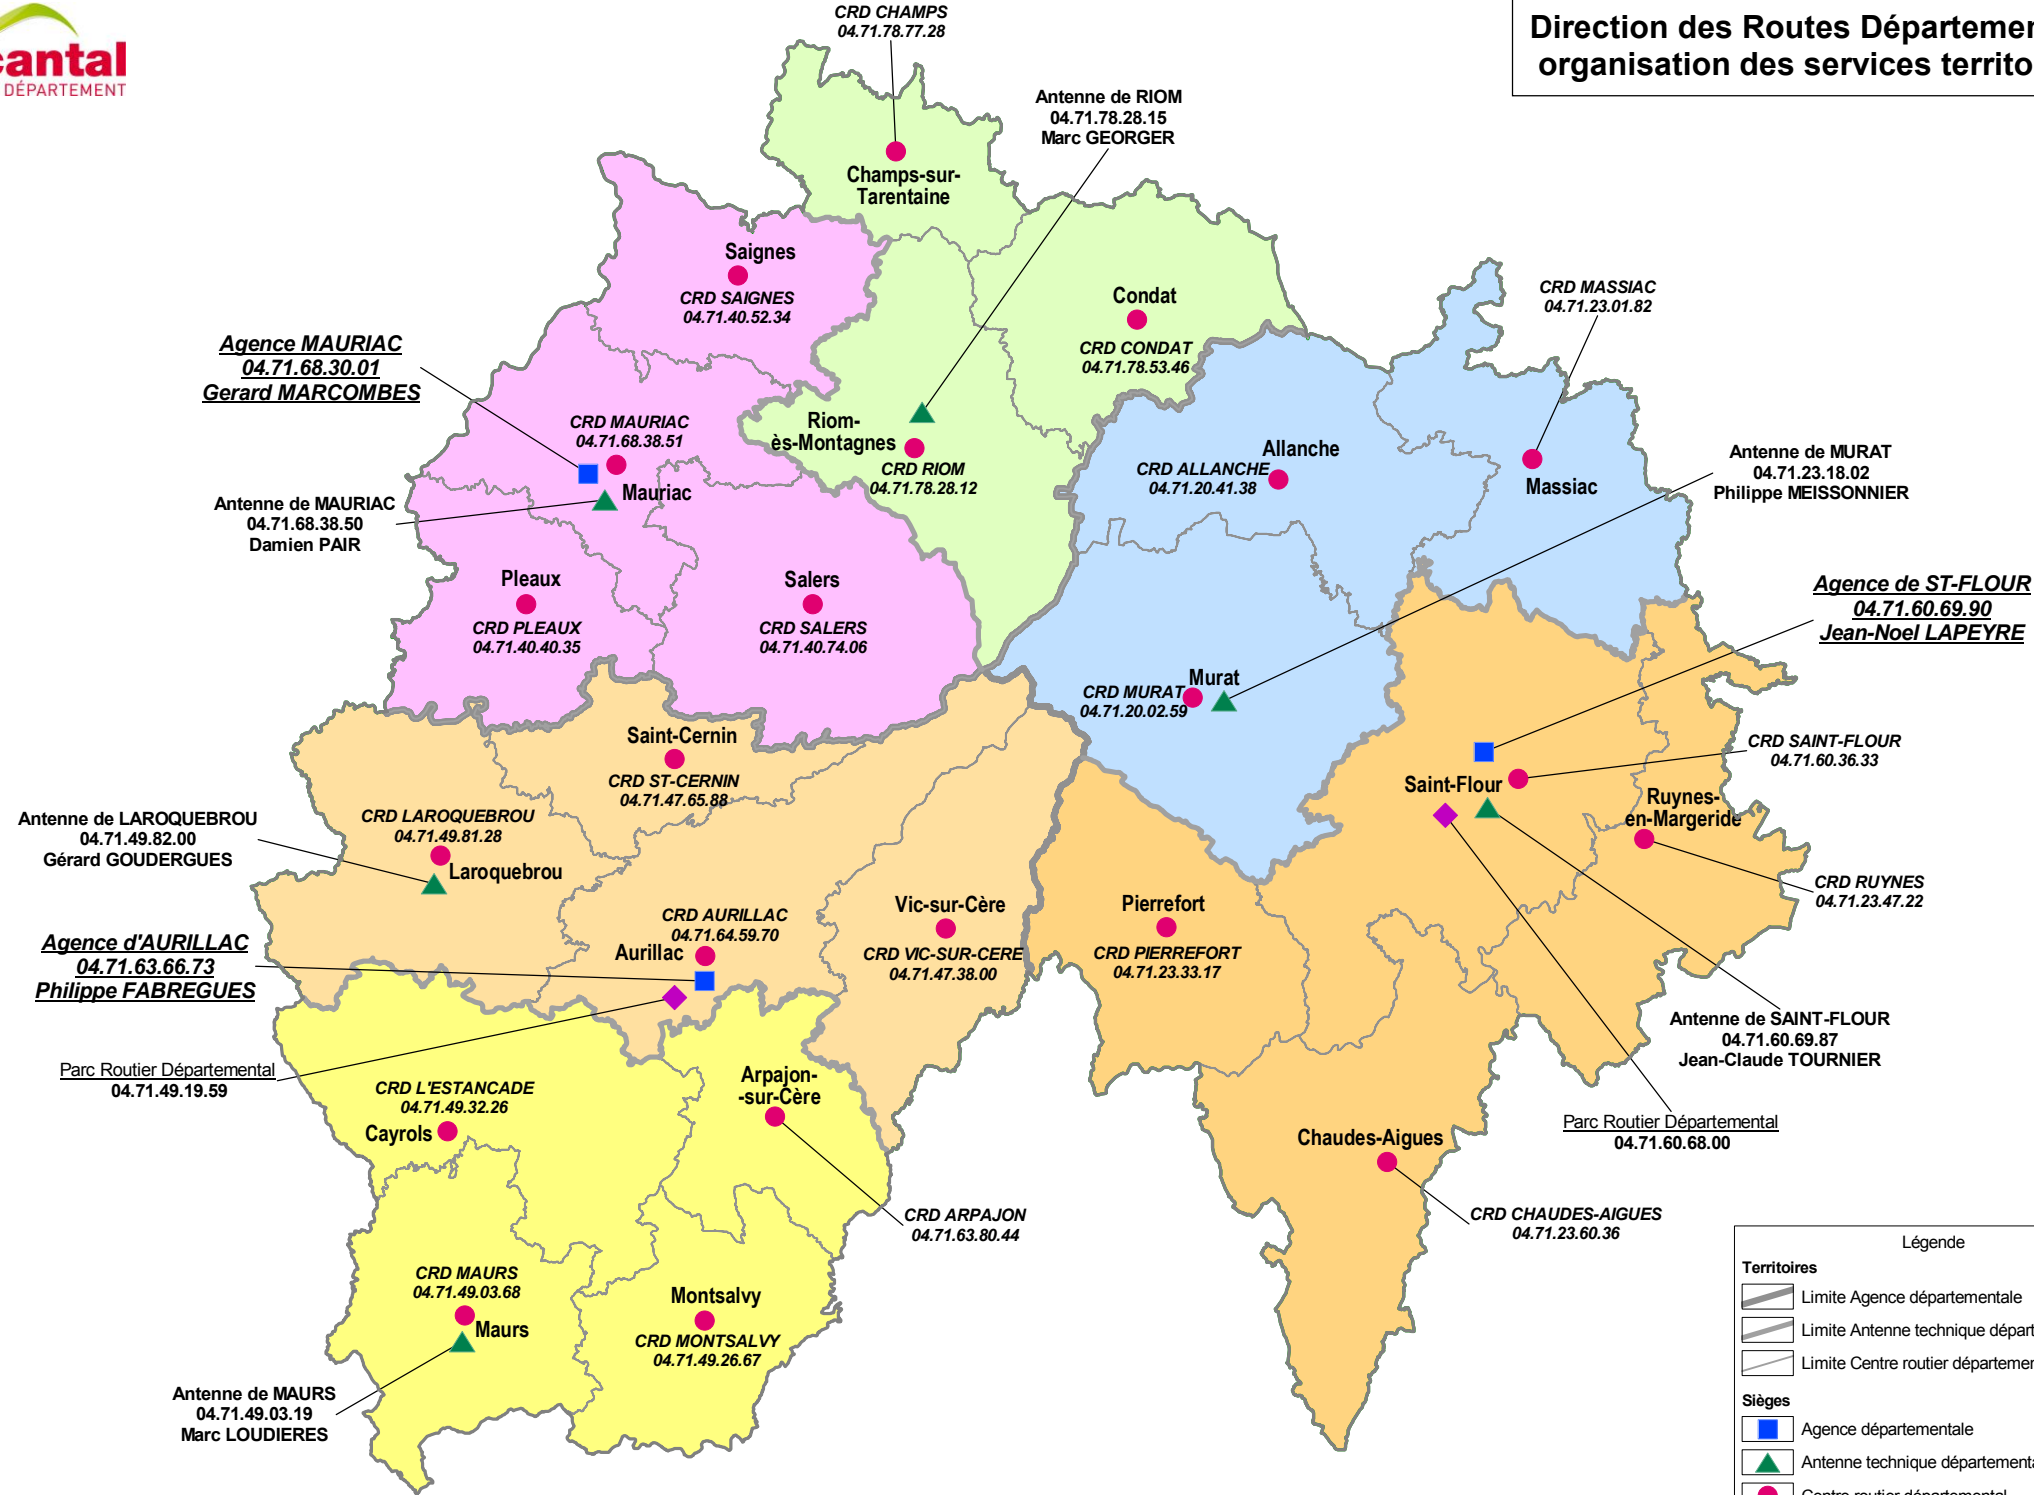 cantal
DÉPARTEMENT
Direction des Routes
organisation des services
CRD CHAMPS
04.71.78.77.28
Antenne de RIOM
04.71.78.28.15
Marc GEORGER
Champs-sur-
Tarentaine
Saignes
CRD SAIGNES
04.71.40.52.34
Condat
CRD CONDAT
04.71.78.53.46
CRD MASSIAC
04.71.23.01.82
Agence MAURIAC
04.71.68.30.01
Gerard MARCOMBES
CRD MAURIAC
04.71.68.38.51
Mauriac
Riom-
ès-Montagnes
CRD RIOM
04.71.78.28.12
Allanche
CRD ALLANCHE
04.71.20.41.38
Massiac
Antenne de MURAT
04.71.23.18.02
Philippe MEISSONNIER
Antenne de MAURIAC
04.71.68.38.50
Damien PAIR
Pleaux
CRD PLEAUX
04.71.40.40.35
Salers
CRD SALERS
04.71.40.74.06
Agence de ST-FLOUR
04.71.60.69.90
Jean-Noel LAPEYRE
Murat
CRD MURAT
04.71.20.02.59
Saint-Cernin
CRD ST-CERNIN
04.71.47.65.88
CRD SAINT-FLOUR
04.71.60.36.33
Saint-Flour
Ruynes-
en-Margeride
Antenne de LAROQUEBROU
04.71.49.82.00
Gérard GOUDERGUES
CRD LAROQUEBROU
04.71.49.81.28
Laroquebrou
CRD RUYNES
04.71.23.47.22
Agence d'AURILLAC
04.71.63.66.73
Philippe FABREGUES
CRD AURILLAC
04.71.64.59.70
Aurillac
Vic-sur-Cère
CRD VIC-SUR-CERE
04.71.47.38.00
Pierrefort
CRD PIERREFORT
04.71.23.33.17
Antenne de SAINT-FLOUR
04.71.60.69.87
Jean-Claude TOURNIER
Parc Routier Départemental
04.71.49.19.59
CRD L'ESTANCADE
04.71.49.32.26
Cayrols
Arpajon-
-sur-Cère
Parc Routier Départemental
04.71.60.68.00
Chaudes-Aigues
CRD ARPAJON
04.71.63.80.44
CRD CHAUDES-AIGUES
04.71.23.60.36
CRD MAURS
04.71.49.03.68
Maurs
Montsalvy
CRD MONTSALVY
04.71.49.26.67
Antenne de MAURS
04.71.49.03.19
Marc LOUDIERES
Légende
Territoires
Limite Agence départementale
Limite Antenne technique
Limite Centre routier
Sièges
Agence départementale
Antenne technique
Centre routier départemental